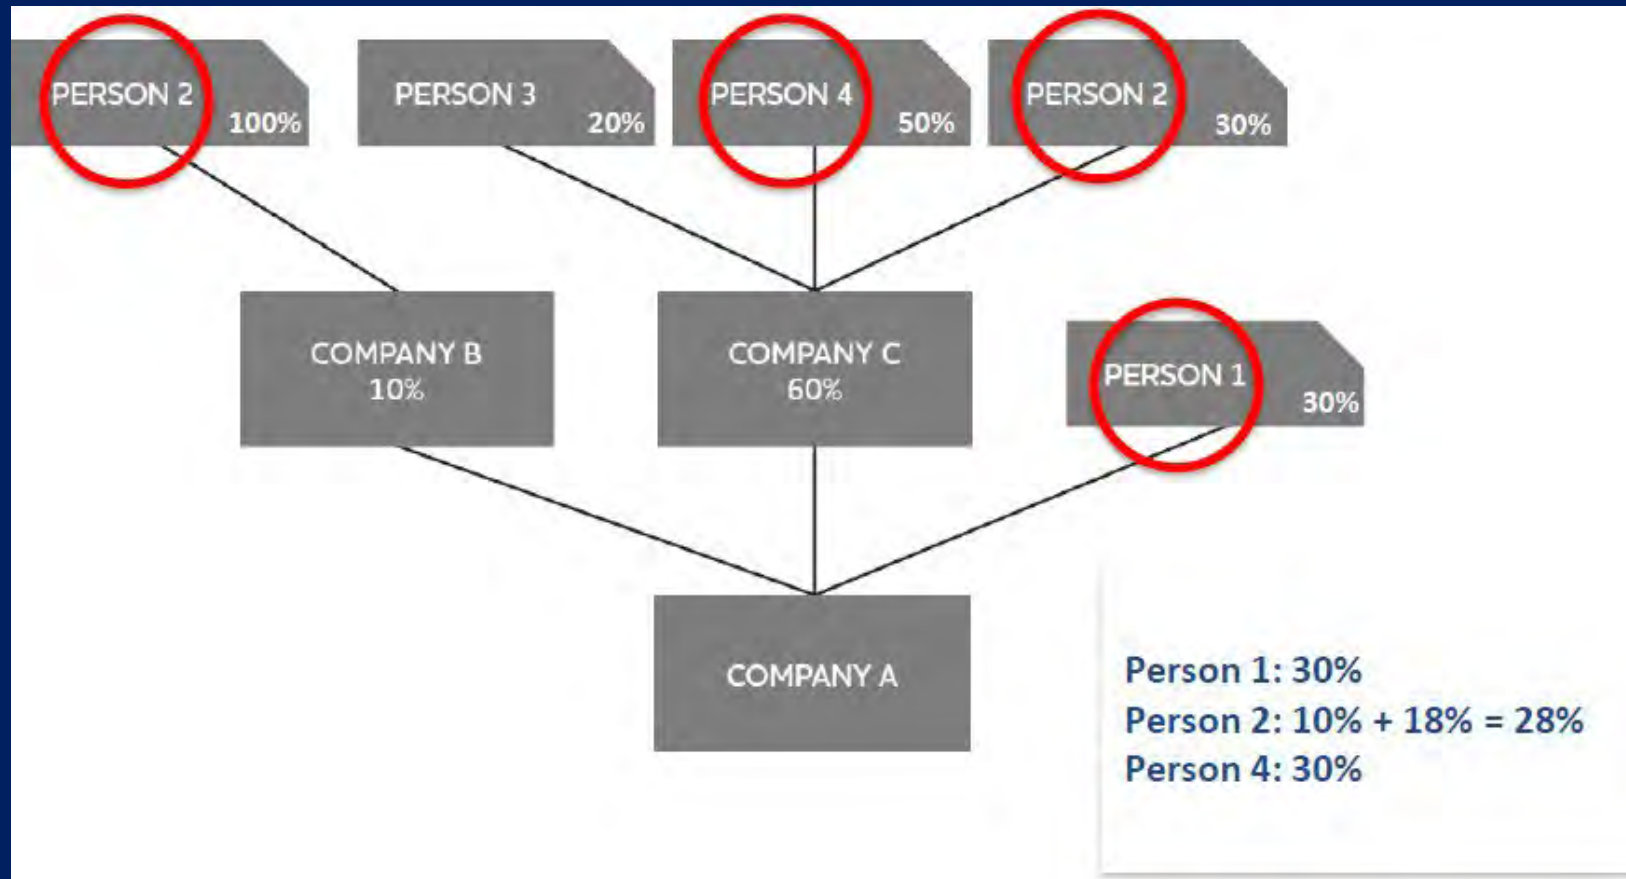 PERSON 2
100%
PERSON 3
20%
PERSON 4
50%
PERSON 2
30%
COMPANY B
10%
COMPANY C
60%
PERSON 1
30%
COMPANY A
Person 1: 30%
Person 2: 10% + 18% = 28%
Person 4: 30%